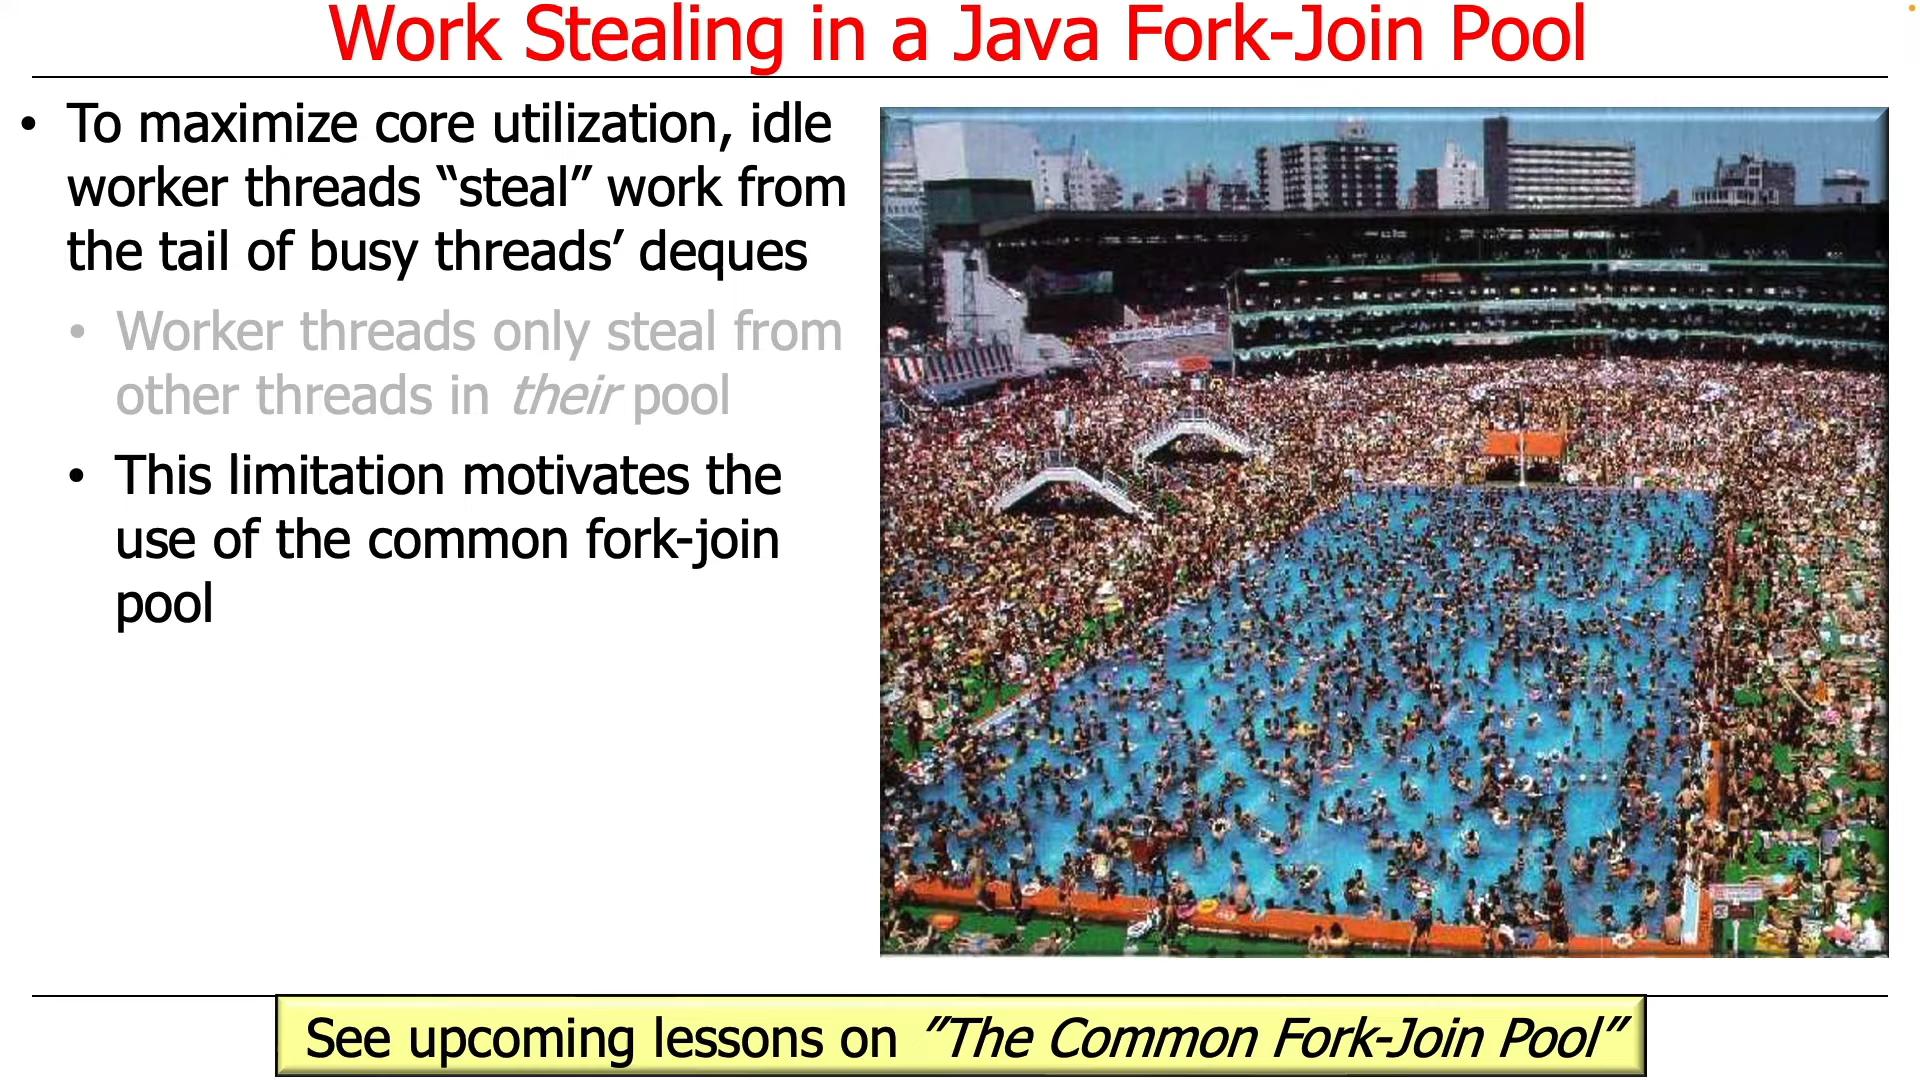 Work Stealing in a Java Fork-Join Pool
• To maximize core utilization, idle
worker threads “steal” work from
the tail of busy threads’ deques
• Worker threads only steal from
other threads in their pool
• This limitation motivates the
use of the common fork-join
pool
See upcoming lessons on ”The Common Fork-Join Pool”